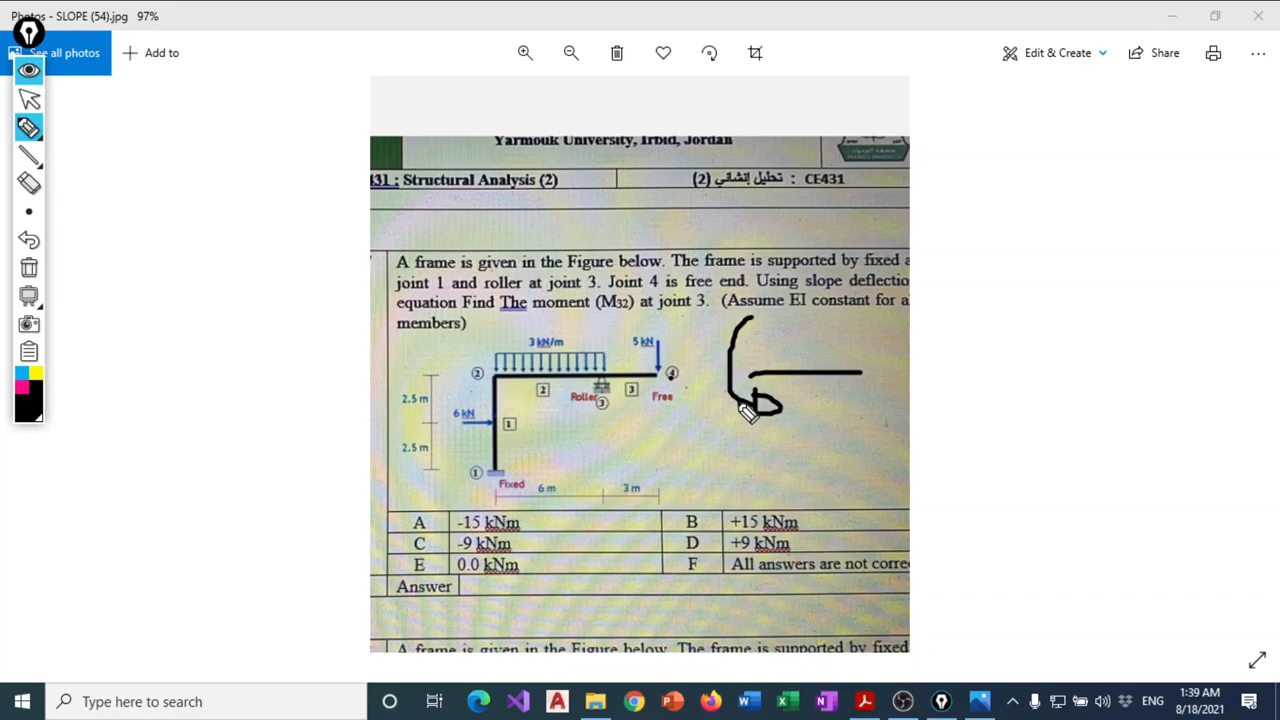 Photos - SLOPE (54).jpg 97%
See all photos
Add to
Edit & Create
Share
Yarmouk University, Irbid, Jordan
431 : Structural Analysis (2)
CE431 : تحليل إنشائي (2)
A frame is given in the Figure below. The frame is supported by fixed a
joint 1 and roller at joint 3. Joint 4 is free end. Using slope deflectio
equation Find The moment (M32) at joint 3. (Assume EI constant for a
members)
3 kN/m
5 kN
2
4
2
3
Roller
3
Free
2.5 m
6 kN
1
2.5 m
1
Fixed
6 m
3 m
A -15 kNm B +15 kNm
C -9 kNm D +9 kNm
E 0.0 kNm F All answers are not corre
Answer
A frame is given in the Figure below. The frame is supported by fixed
Type here to search
ENG
1:39 AM
8/18/2021